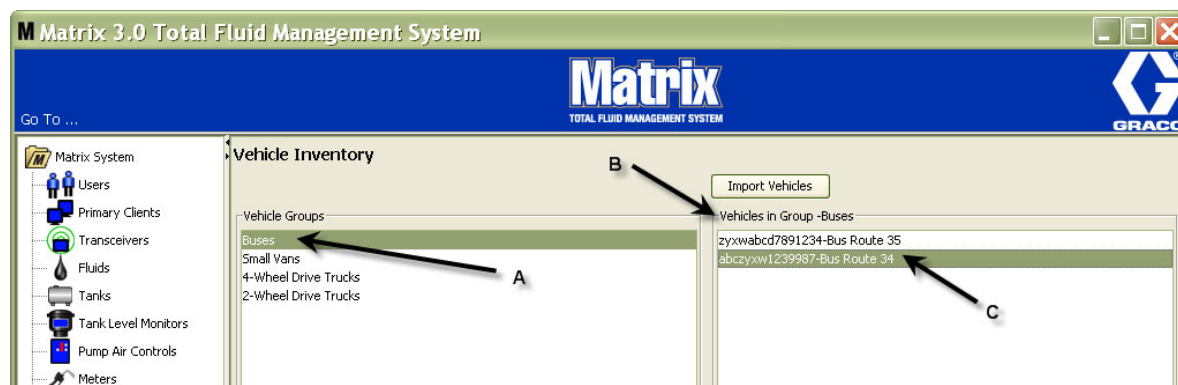 M Matrix 3.0 Total Fluid Management System
Matrix
TOTAL FLUID MANAGEMENT SYSTEM
Go To ...
GRACO
Matrix System
Users
Primary Clients
Transceivers
Fluids
Tanks
Tank Level Monitors
Pump Air Controls
Meters
Vehicle Inventory
B
Import Vehicles
Vehicle Groups
Buses
Small Vans
4-Wheel Drive Trucks
2-Wheel Drive Trucks
A
Vehicles in Group -Buses
zyxwabcd7891234-Bus Route 35
abczyxw1239987-Bus Route 34
C